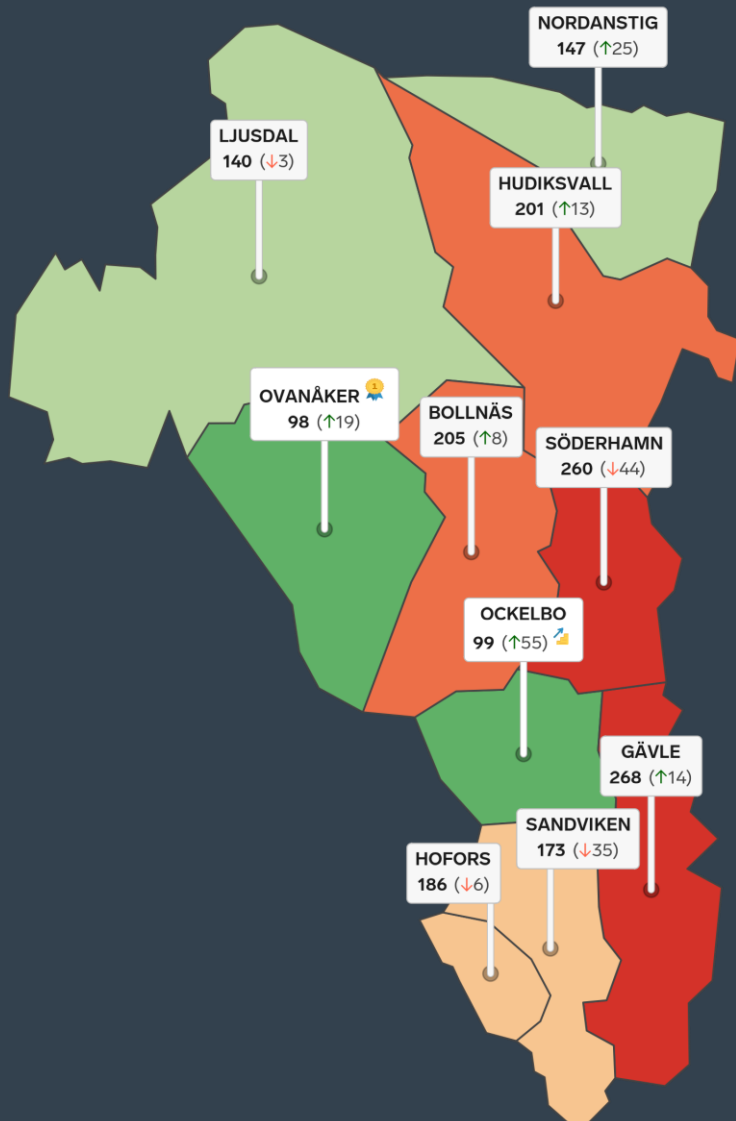 NORDANSTIG
147 (↑25)
LJUSDAL
140 (↓3)
HUDIKSVALL
201 (↑13)
OVANÅKER
98 (↑19)
BOLLNÄS
205 (↑8)
SÖDERHAMN
260 (↓44)
OCKELBO
99 (↑55)
GÄVLE
268 (↑14)
SANDVIKEN
173 (↓35)
HOFORS
186 (↓6)